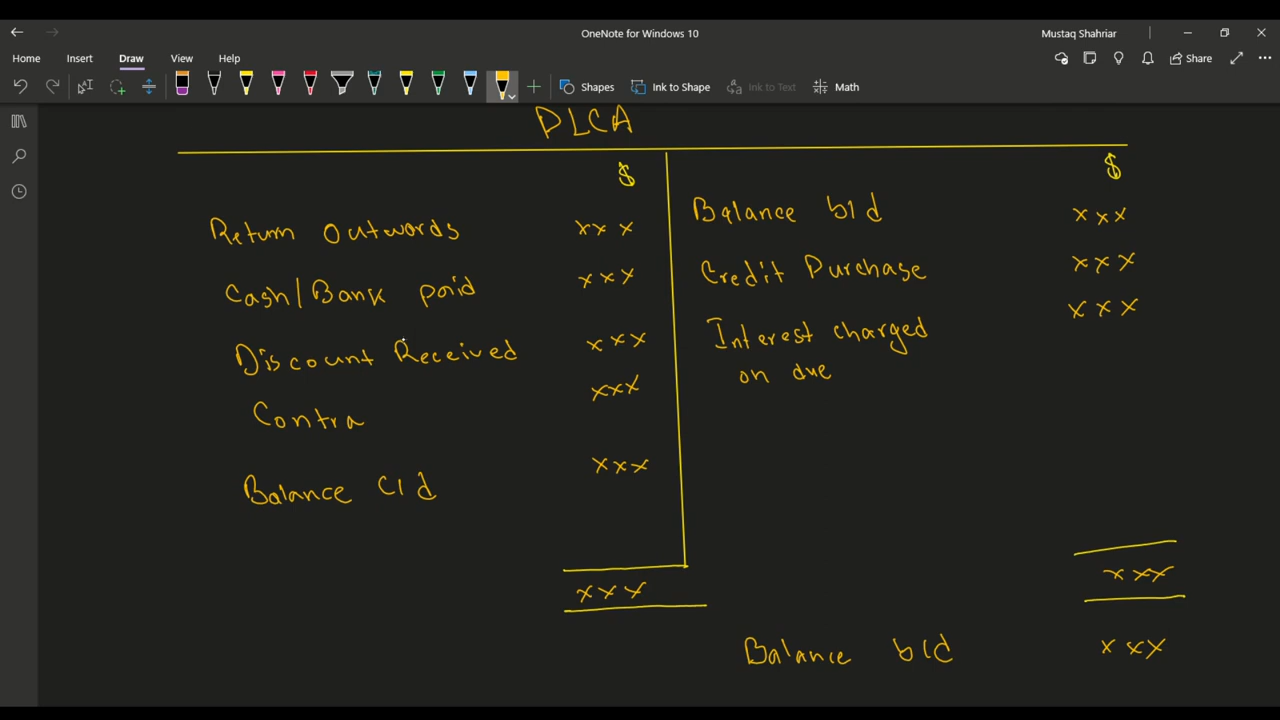 OneNote for Windows 10
Mustaq Shahriar
Home Insert Draw View Help
Share
Shapes Ink to Shape Ink to Text Math
PLCA
$ $
Return Outwards xxx
Cash/Bank paid xxx
Discount Received xxx
Contra xxx
Balance c/d xxx
xxx
Balance b/d xxx
Credit Purchase xxx
Interest charged xxx
on due
xxx
Balance b/d xxx